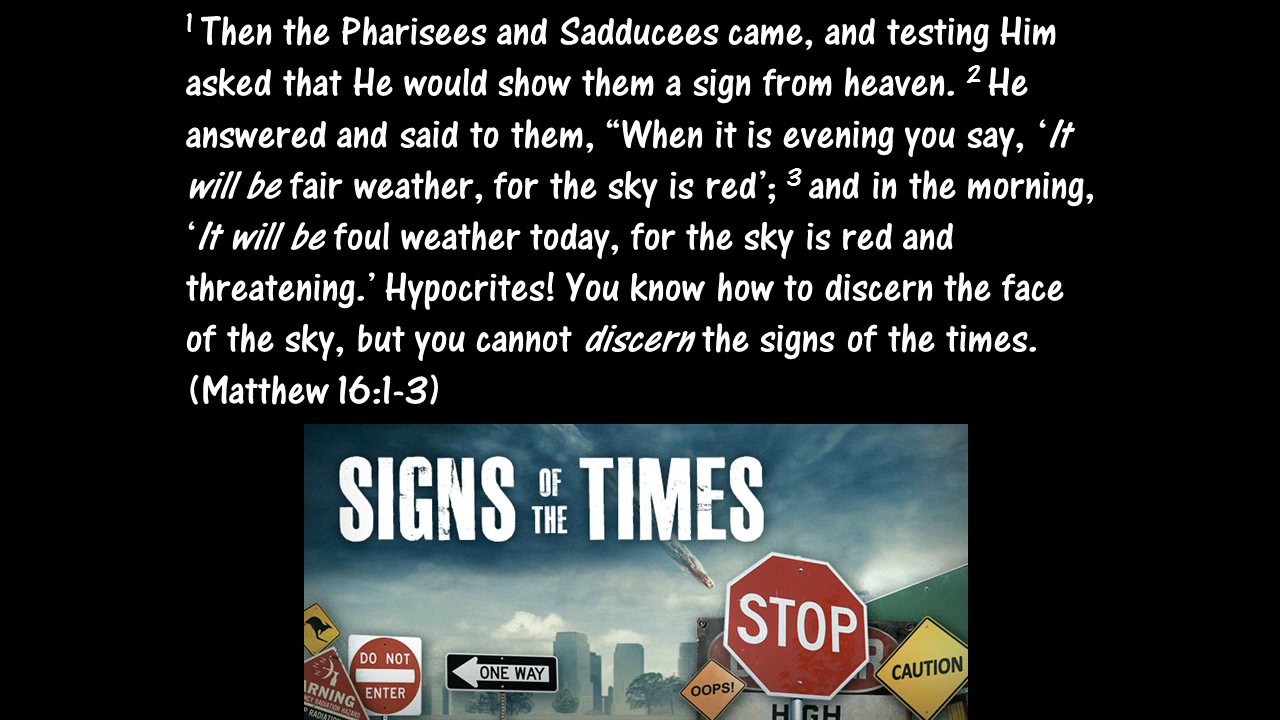 1 Then the Pharisees and Sadducees came, and testing Him
asked that He would show them a sign from heaven. 2 He
answered and said to them, “When it is evening you say, ‘It
will be fair weather, for the sky is red’; 3 and in the morning,
‘It will be foul weather today, for the sky is red and
threatening.’ Hypocrites! You know how to discern the face
of the sky, but you cannot discern the signs of the times.
(Matthew 16:1-3)
SIGNS OF THE TIMES
STOP
DO NOT
ENTER
ONE WAY
OOPS!
CAUTION
HIGH